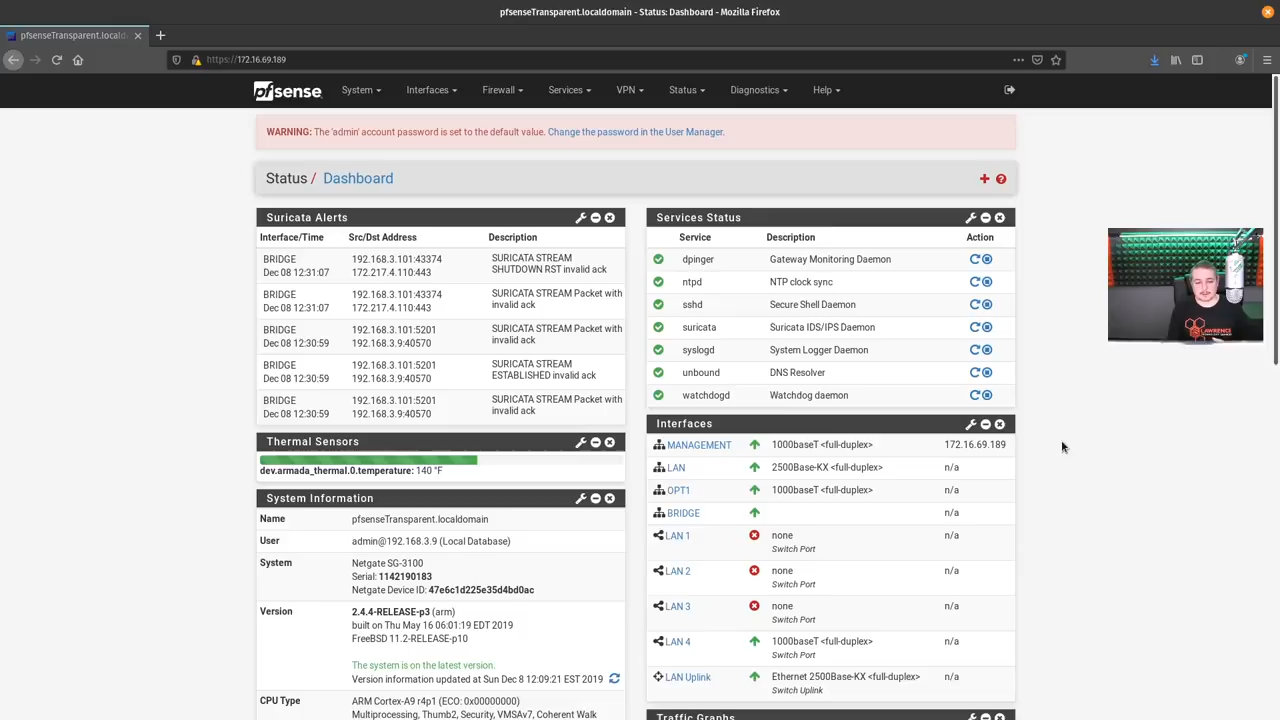 pfsenseTransparent.localdomain - Status: Dashboard - Mozilla Firefox
pfsenseTransparent.locald
https://172.16.69.189
pfsense
System Interfaces Firewall Services VPN Status Diagnostics Help
WARNING: The 'admin' account password is set to the default value. Change the password in the User Manager.
Status / Dashboard
Suricata Alerts
Interface/Time Src/Dst Address Description
BRIDGE 192.168.3.101:43374 SURICATA STREAM
Dec 08 12:31:07 172.217.4.110:443 SHUTDOWN RST invalid ack
BRIDGE 192.168.3.101:43374 SURICATA STREAM Packet with
Dec 08 12:31:07 172.217.4.110:443 invalid ack
BRIDGE 192.168.3.101:5201 SURICATA STREAM Packet with
Dec 08 12:30:59 192.168.3.9:40570 invalid ack
BRIDGE 192.168.3.101:5201 SURICATA STREAM
Dec 08 12:30:59 192.168.3.9:40570 ESTABLISHED invalid ack
BRIDGE 192.168.3.101:5201 SURICATA STREAM Packet with
Dec 08 12:30:59 192.168.3.9:40570 invalid ack
Thermal Sensors
dev.armada_thermal.0.temperature: 140 °F
System Information
Name pfsenseTransparent.localdomain
User admin@192.168.3.9 (Local Database)
System Netgate SG-3100
Serial: 1142190183
Netgate Device ID: 47e6c1d225e35d4bd0ac
Version 2.4.4-RELEASE-p3 (arm)
built on Thu May 16 06:01:19 EDT 2019
FreeBSD 11.2-RELEASE-p10
The system is on the latest version.
Version information updated at Sun Dec 8 12:09:21 EST 2019
CPU Type ARM Cortex-A9 r4p1 (ECO: 0x00000000)
Multiprocessing, Thumb2, Security, VMSAv7, Coherent Walk
Services Status
Service Description Action
dpinger Gateway Monitoring Daemon
ntpd NTP clock sync
sshd Secure Shell Daemon
suricata Suricata IDS/IPS Daemon
syslogd System Logger Daemon
unbound DNS Resolver
watchdogd Watchdog daemon
Interfaces
MANAGEMENT 1000baseT <full-duplex> 172.16.69.189
LAN 2500Base-KX <full-duplex> n/a
OPT1 1000baseT <full-duplex> n/a
BRIDGE n/a
LAN 1 none n/a
Switch Port
LAN 2 none n/a
Switch Port
LAN 3 none n/a
Switch Port
LAN 4 1000baseT <full-duplex> n/a
Switch Port
LAN Uplink Ethernet 2500Base-KX <full-duplex> n/a
Switch Uplink
Traffic Graphs
LAWRENCE